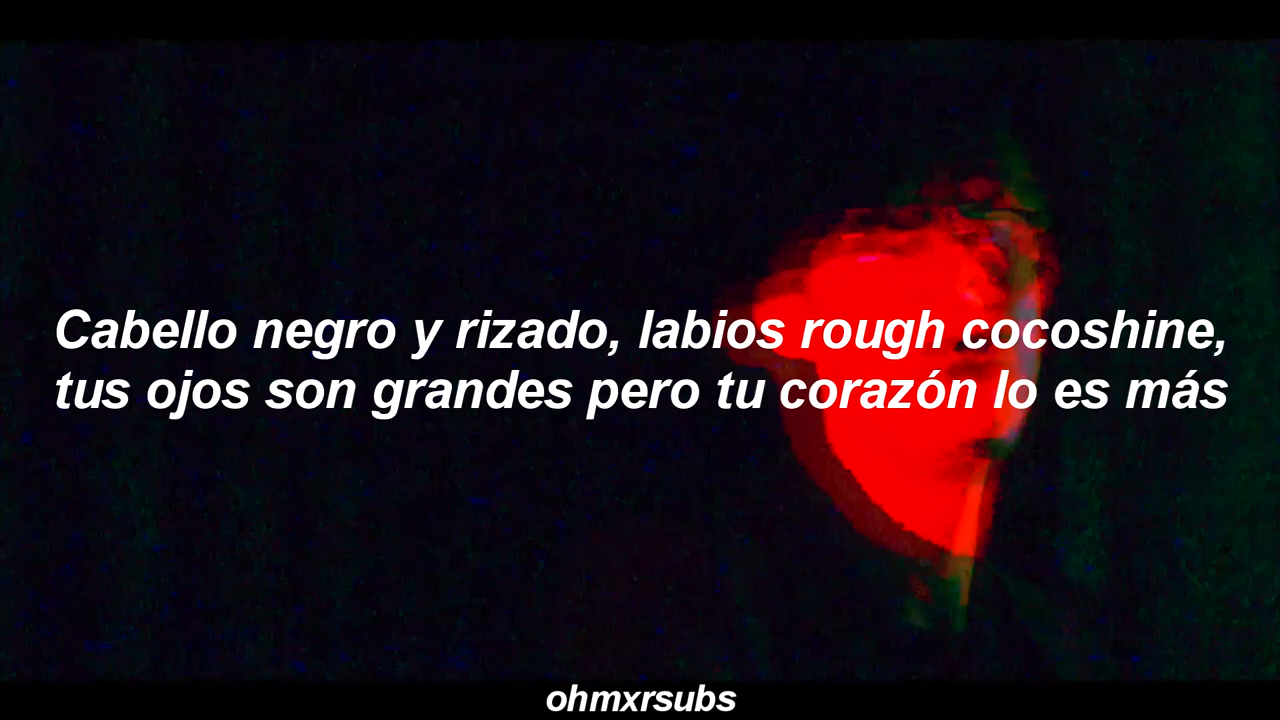 Cabello negro y rizado, labios rough cocoshine,
tus ojos son grandes pero tu corazón lo es más
ohmxrsubs